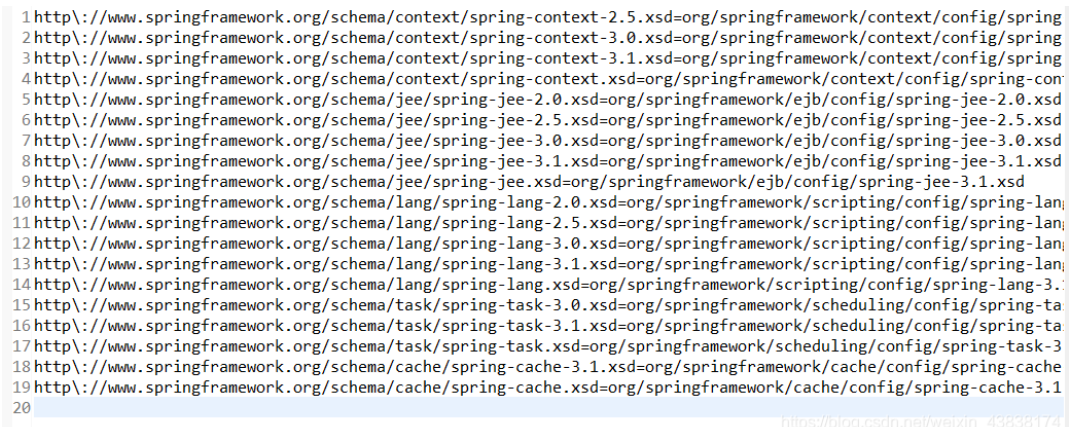 1 http\://www.springframework.org/schema/context/spring-context-2.5.xsd=org/springframework/context/config/spring
2 http\://www.springframework.org/schema/context/spring-context-3.0.xsd=org/springframework/context/config/spring
3 http\://www.springframework.org/schema/context/spring-context-3.1.xsd=org/springframework/context/config/spring
4 http\://www.springframework.org/schema/context/spring-context.xsd=org/springframework/context/config/spring-con
5 http\://www.springframework.org/schema/jee/spring-jee-2.0.xsd=org/springframework/ejb/config/spring-jee-2.0.xsd
6 http\://www.springframework.org/schema/jee/spring-jee-2.5.xsd=org/springframework/ejb/config/spring-jee-2.5.xsd
7 http\://www.springframework.org/schema/jee/spring-jee-3.0.xsd=org/springframework/ejb/config/spring-jee-3.0.xsd
8 http\://www.springframework.org/schema/jee/spring-jee-3.1.xsd=org/springframework/ejb/config/spring-jee-3.1.xsd
9 http\://www.springframework.org/schema/jee/spring-jee.xsd=org/springframework/ejb/config/spring-jee-3.1.xsd
10 http\://www.springframework.org/schema/lang/spring-lang-2.0.xsd=org/springframework/scripting/config/spring-lang
11 http\://www.springframework.org/schema/lang/spring-lang-2.5.xsd=org/springframework/scripting/config/spring-lang
12 http\://www.springframework.org/schema/lang/spring-lang-3.0.xsd=org/springframework/scripting/config/spring-lang
13 http\://www.springframework.org/schema/lang/spring-lang-3.1.xsd=org/springframework/scripting/config/spring-lang
14 http\://www.springframework.org/schema/lang/spring-lang.xsd=org/springframework/scripting/config/spring-lang-3.
15 http\://www.springframework.org/schema/task/spring-task-3.0.xsd=org/springframework/scheduling/config/spring-ta
16 http\://www.springframework.org/schema/task/spring-task-3.1.xsd=org/springframework/scheduling/config/spring-ta
17 http\://www.springframework.org/schema/task/spring-task.xsd=org/springframework/scheduling/config/spring-task-3
18 http\://www.springframework.org/schema/cache/spring-cache-3.1.xsd=org/springframework/cache/config/spring-cache
19 http\://www.springframework.org/schema/cache/spring-cache.xsd=org/springframework/cache/config/spring-cache-3.1
20
https://blog.csdn.net/weixin_43838174